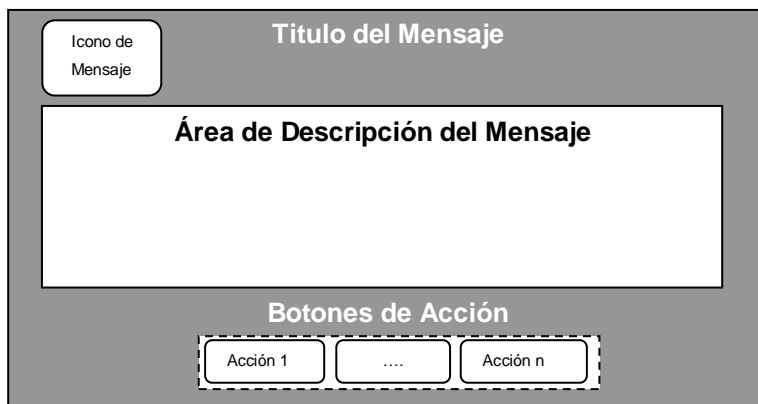 Icono de
Mensaje
Titulo del Mensaje
Área de Descripción del Mensaje
Botones de Acción
Acción 1
....
Acción n